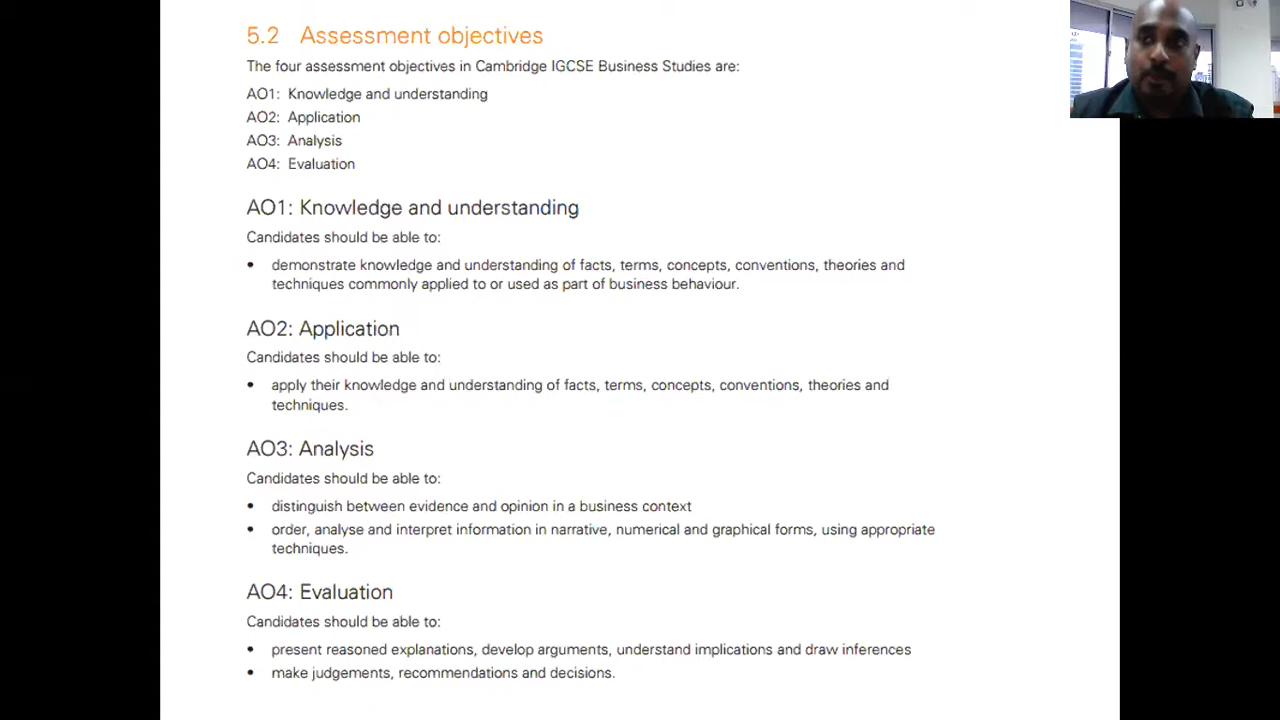 5.2 Assessment objectives
The four assessment objectives in Cambridge IGCSE Business Studies are:
AO1: Knowledge and understanding
AO2: Application
AO3: Analysis
AO4: Evaluation
AO1: Knowledge and understanding
Candidates should be able to:
• demonstrate knowledge and understanding of facts, terms, concepts, conventions, theories and
techniques commonly applied to or used as part of business behaviour.
AO2: Application
Candidates should be able to:
• apply their knowledge and understanding of facts, terms, concepts, conventions, theories and
techniques.
AO3: Analysis
Candidates should be able to:
• distinguish between evidence and opinion in a business context
• order, analyse and interpret information in narrative, numerical and graphical forms, using appropriate
techniques.
AO4: Evaluation
Candidates should be able to:
• present reasoned explanations, develop arguments, understand implications and draw inferences
• make judgements, recommendations and decisions.